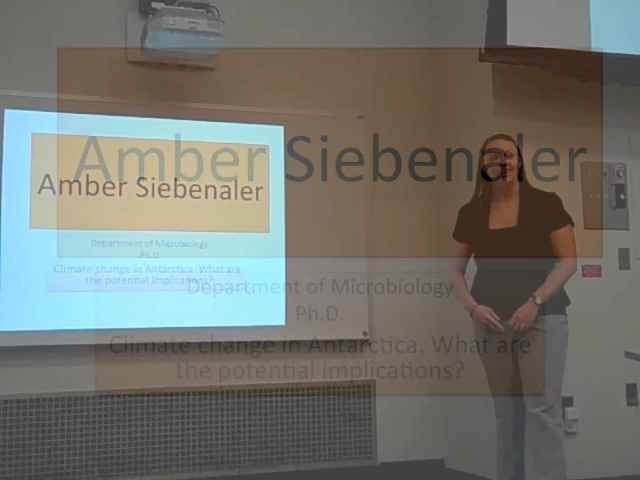 Amber Siebenaler
Department of Microbiology
Ph.D.
Climate change in Antarctica. What are
the potential implications?
Amber Siebenaler
Department of Microbiology
Ph.D.
Climate change in Antarctica. What are
the potential implications?